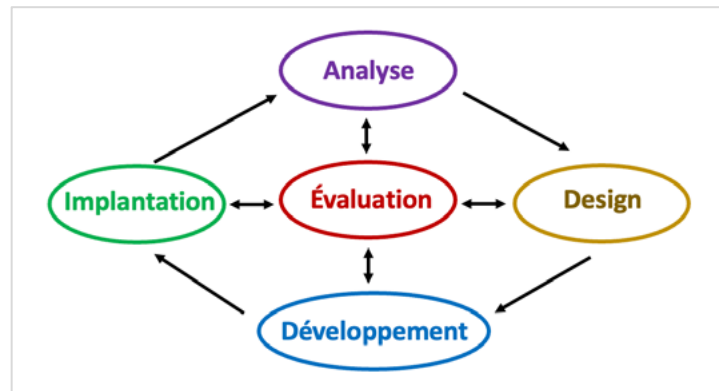 Analyse
Implantation
Évaluation
Design
Développement